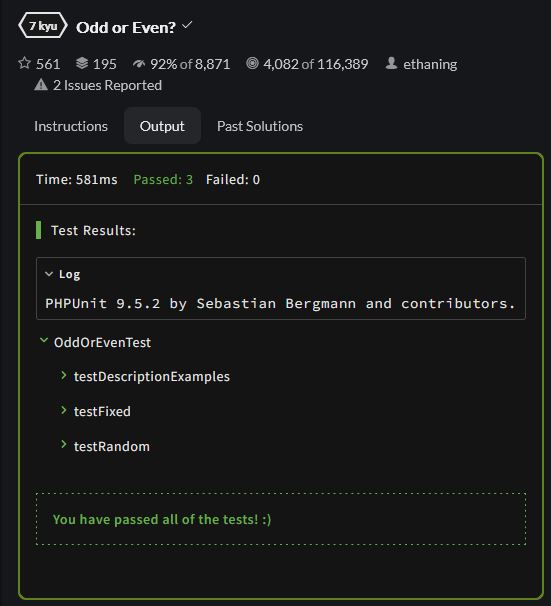 7 kyu Odd or Even?
561 195 92% of 8,871 4,082 of 116,389 ethaning
2 Issues Reported
Instructions Output Past Solutions
Time: 581ms Passed: 3 Failed: 0
Test Results:
Log
PHPUnit 9.5.2 by Sebastian Bergmann and contributors.
OddOrEvenTest
testDescriptionExamples
testFixed
testRandom
You have passed all of the tests! :)